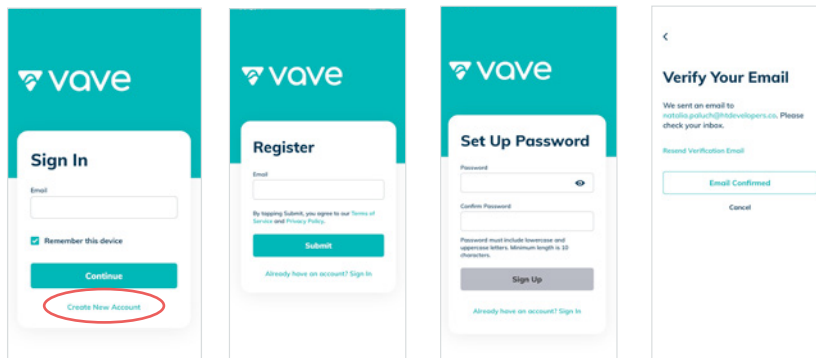 vave
Sign In
Email
Remember this device
Continue
Create New Account
vave
Register
Email
By tapping Submit, you agree to our Terms of
Service and Privacy Policy.
Submit
Already have an account? Sign In
vave
Set Up Password
Password
Confirm Password
Password must include lowercase and
uppercase letters. Minimum length is 10
characters.
Sign Up
Already have an account? Sign In
Verify Your Email
We sent an email to
natalia.paluch@htdevelopers.co. Please
check your inbox.
Resend Verification Email
Email Confirmed
Cancel